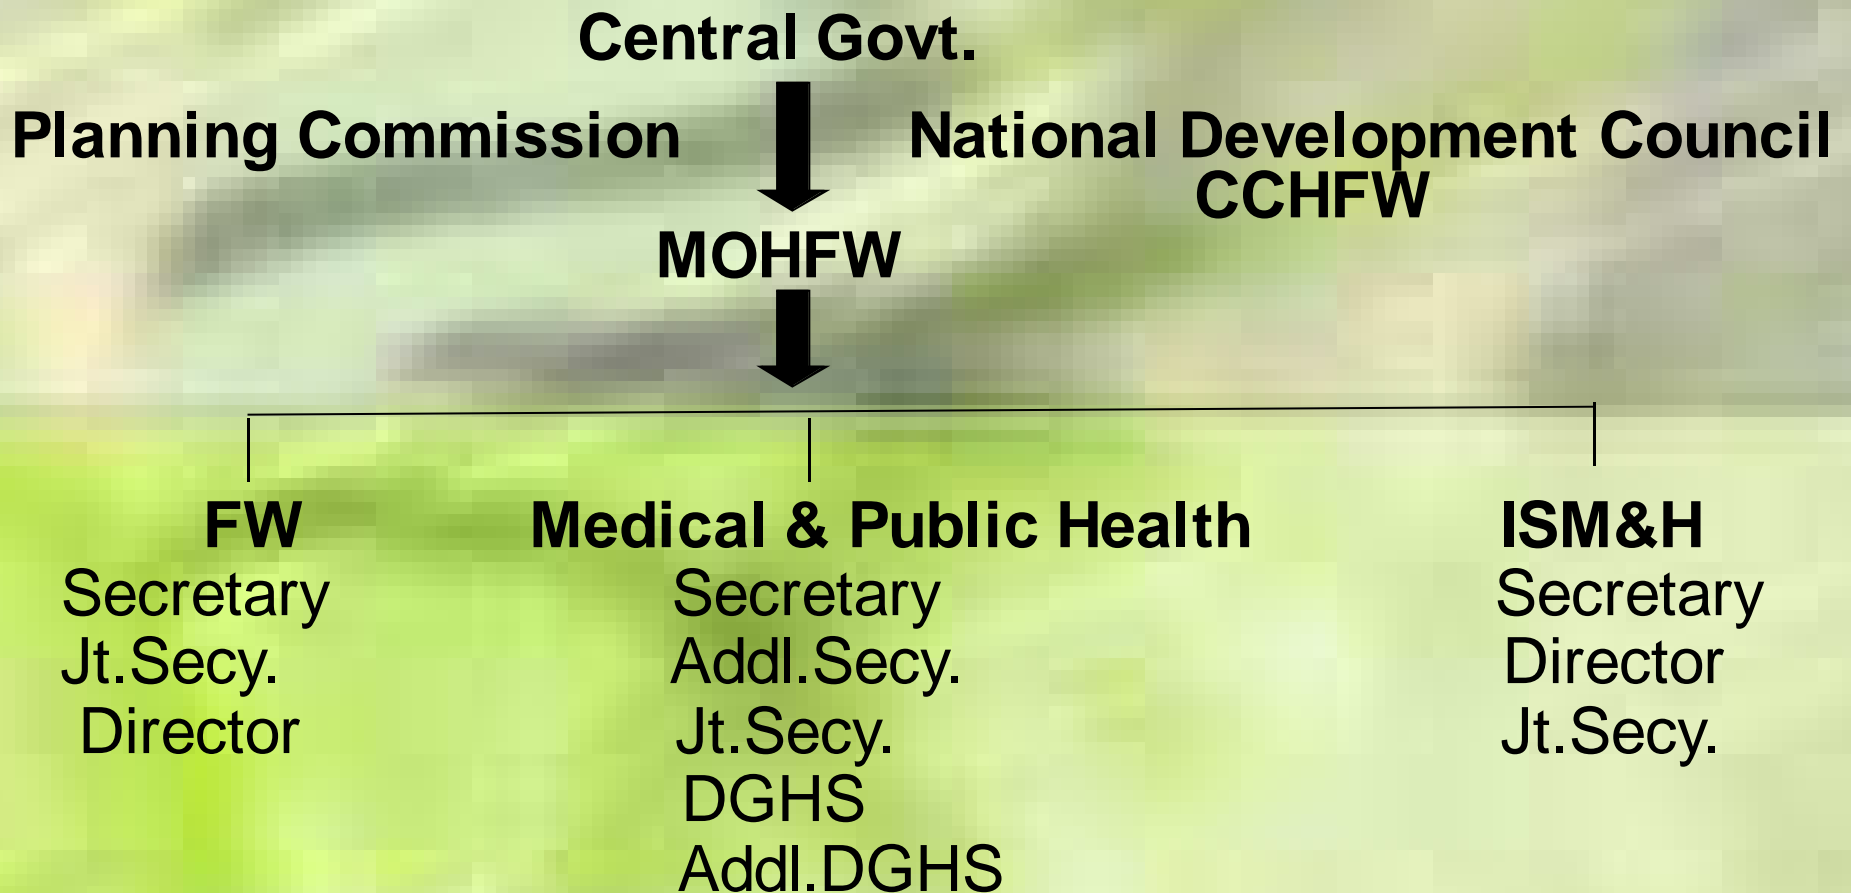 Central Govt.
Planning Commission
National Development Council
CCHFW
MOHFW
FW
Secretary
Jt.Secy.
Director
Medical & Public Health
Secretary
Addl.Secy.
Jt.Secy.
DGHS
Addl.DGHS
ISM&H
Secretary
Director
Jt.Secy.